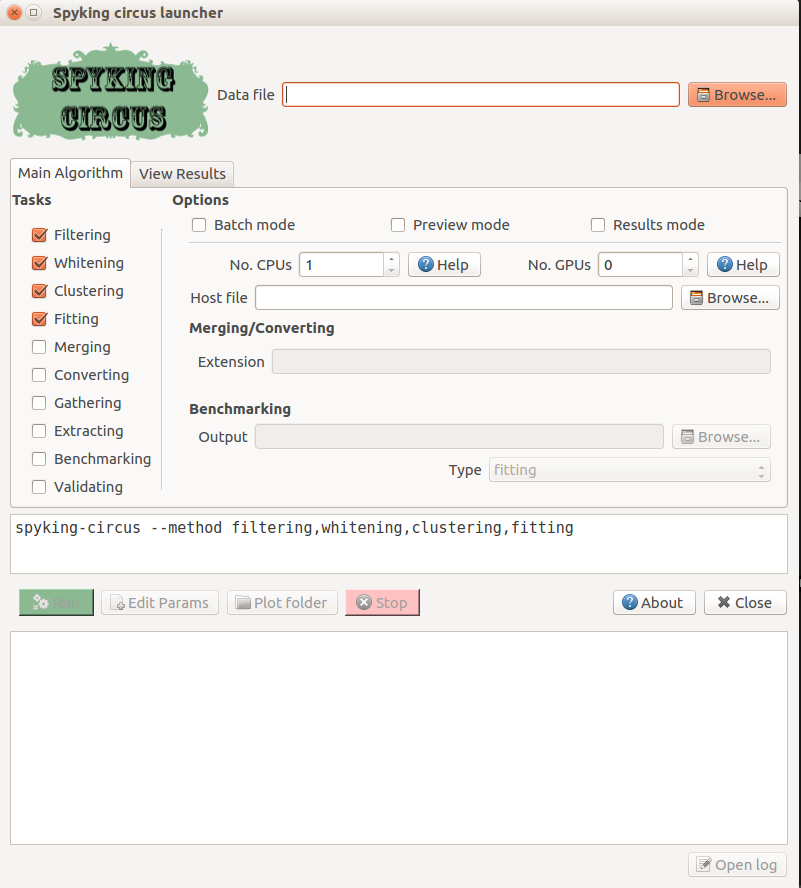 Spyking circus launcher
SPYKING
CIRCUS
Data file
Browse...
Main Algorithm
View Results
Tasks
Filtering
Whitening
Clustering
Fitting
Merging
Converting
Gathering
Extracting
Benchmarking
Validating
Options
Batch mode
Preview mode
Results mode
No. CPUs 1 Help No. GPUs 0 Help
Host file
Browse...
Merging/Converting
Extension
Benchmarking
Output
Browse...
Type fitting
spyking-circus --method filtering,whitening,clustering,fitting
Run Edit Params Plot folder Stop About Close
Open log